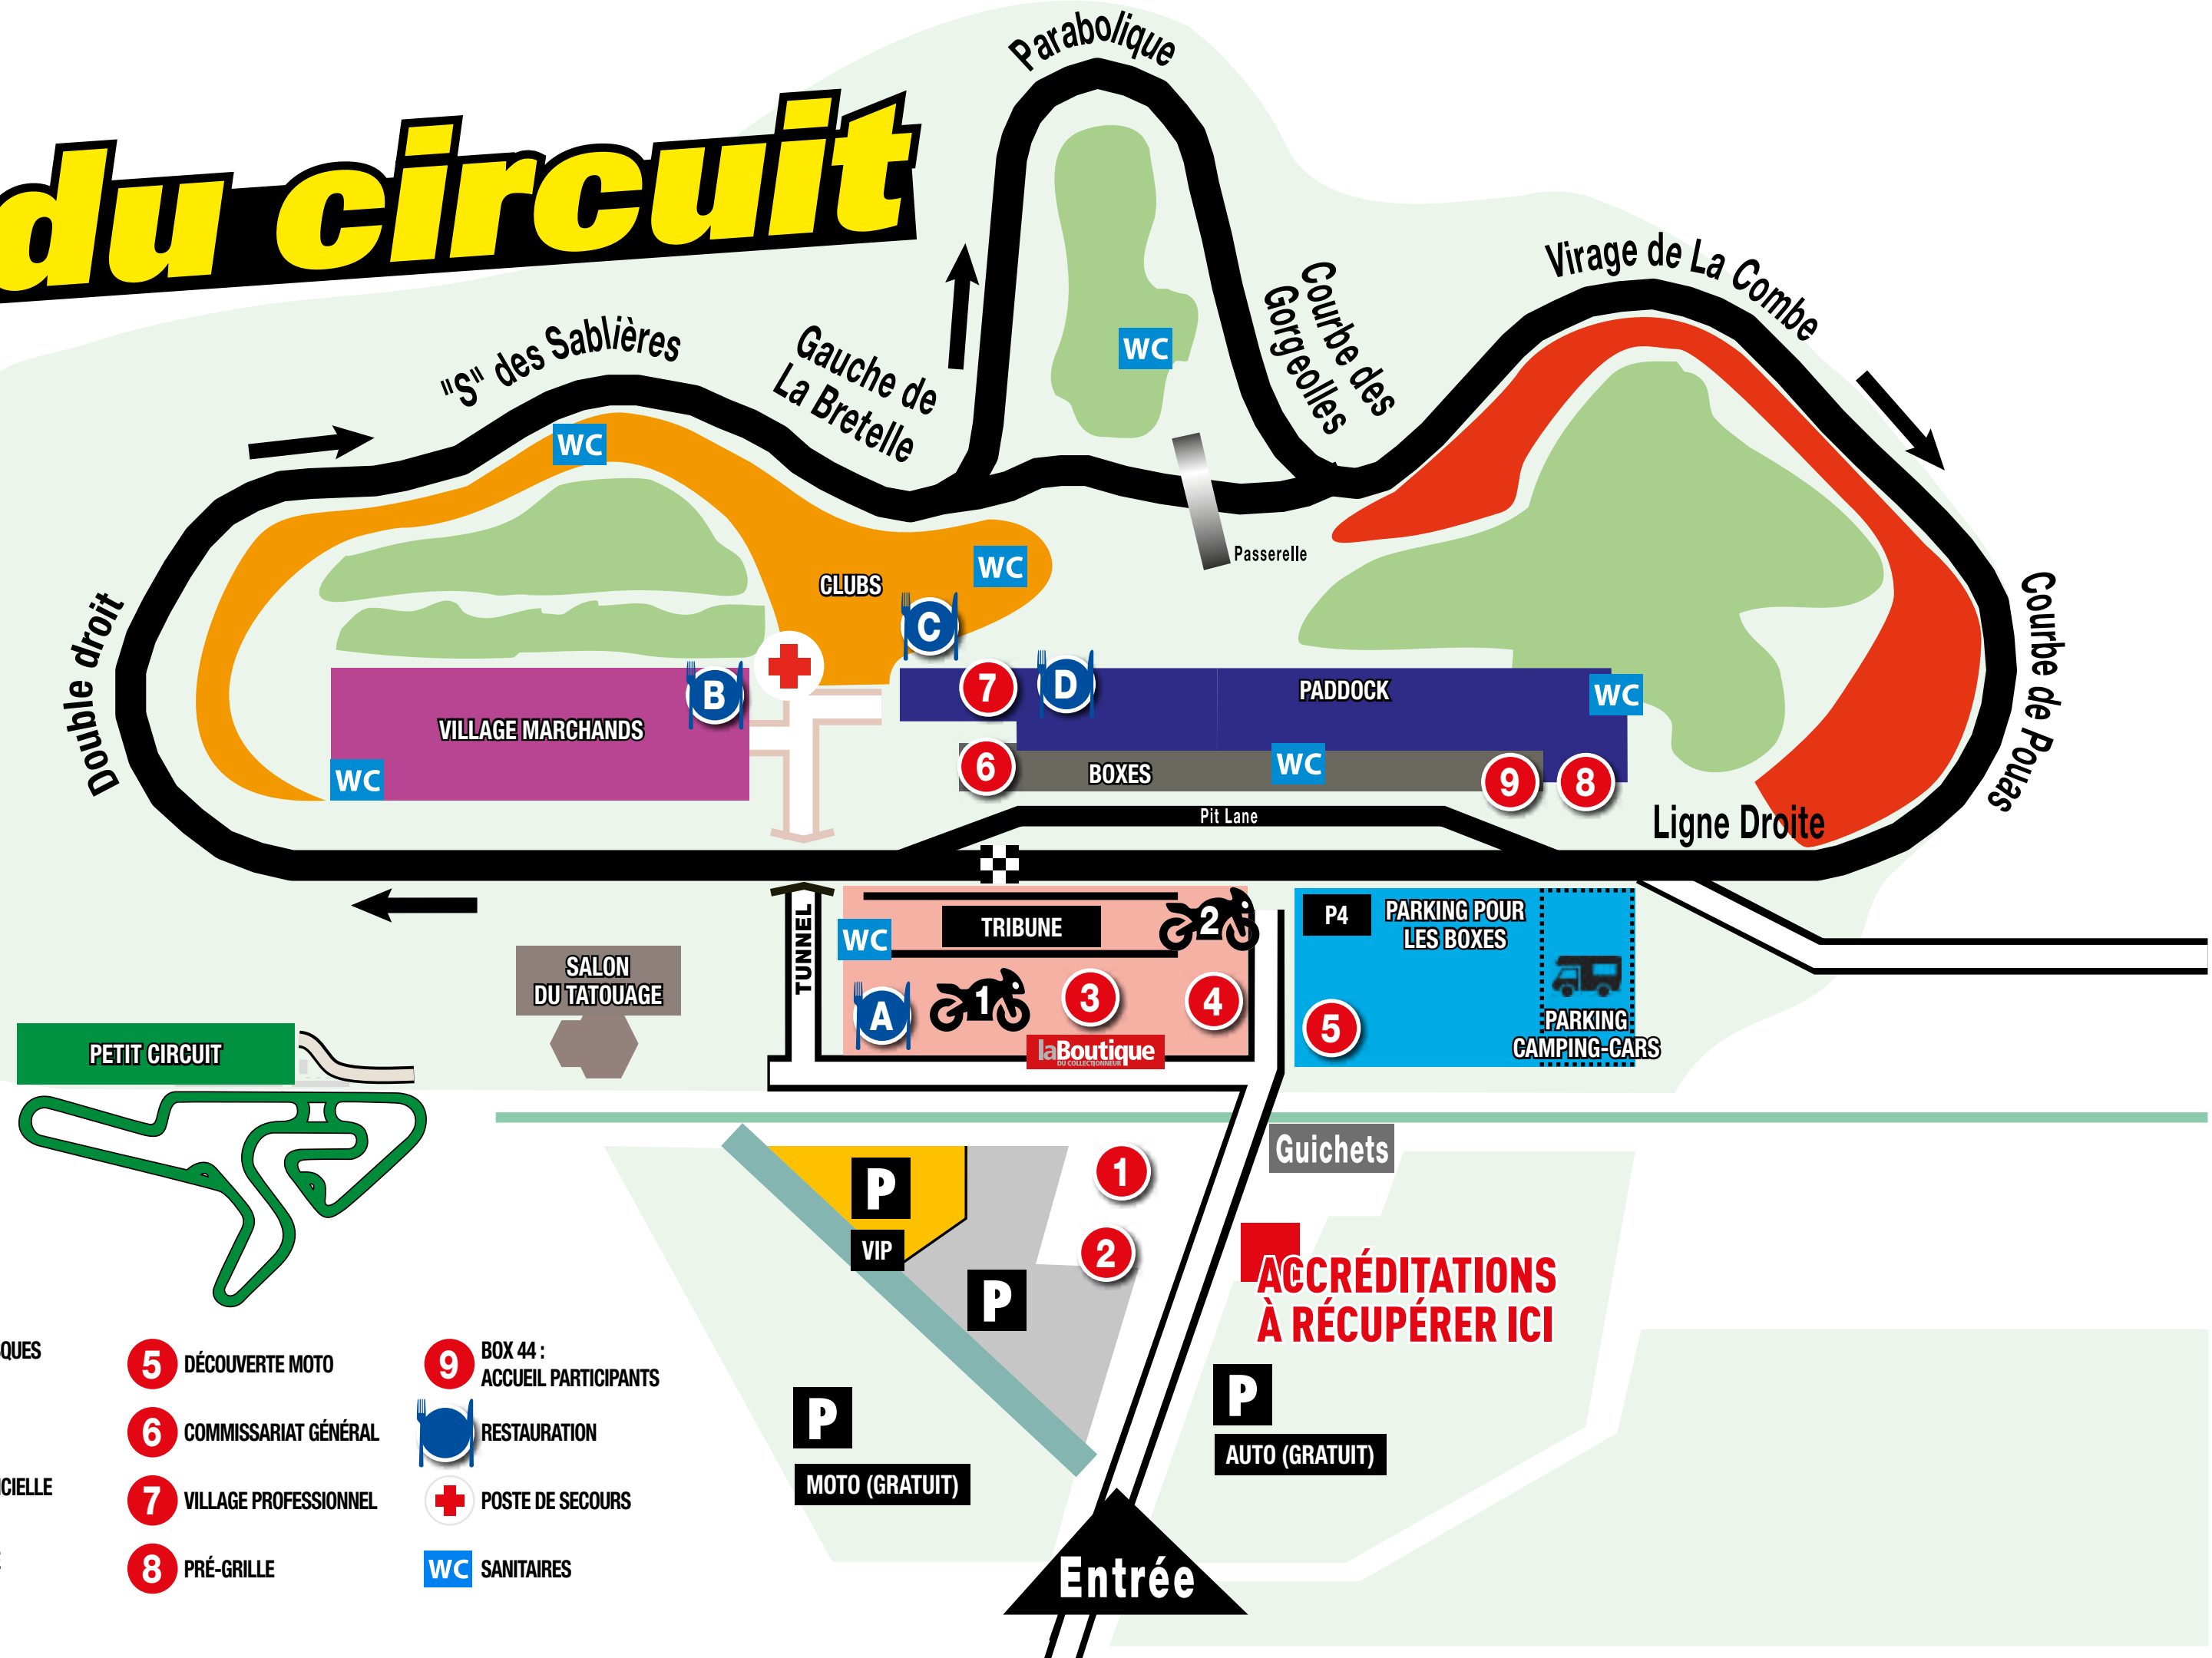 du circuit
Parabolique
Virage de La Combe
"S" des Sablières
Gauche de
La Bretelle
Courbe des
Gorgeolles
WC
WC
WC
Passerelle
CLUBS
C
Double droit
Courbe de Pouas
B
7
D
PADDOCK
WC
VILLAGE MARCHANDS
WC
6
BOXES
WC
9
8
Pit Lane
Ligne Droite
TUNNEL
WC
TRIBUNE
2
P4
PARKING POUR
LES BOXES
SALON
DU TATOUAGE
A
1
3
4
5
PARKING
CAMPING-CARS
laBoutique
DU COLLECTIONNEUR
PETIT CIRCUIT
Guichets
P
VIP
1
2
P
ACCRÉDITATIONS
À RÉCUPÉRER ICI
P
AUTO (GRATUIT)
P
MOTO (GRATUIT)
Entrée
QUES
CIELLE
5 DÉCOUVERTE MOTO
6 COMMISSARIAT GÉNÉRAL
7 VILLAGE PROFESSIONNEL
8 PRÉ-GRILLE
9 BOX 44 :
ACCUEIL PARTICIPANTS
RESTAURATION
POSTE DE SECOURS
WC SANITAIRES